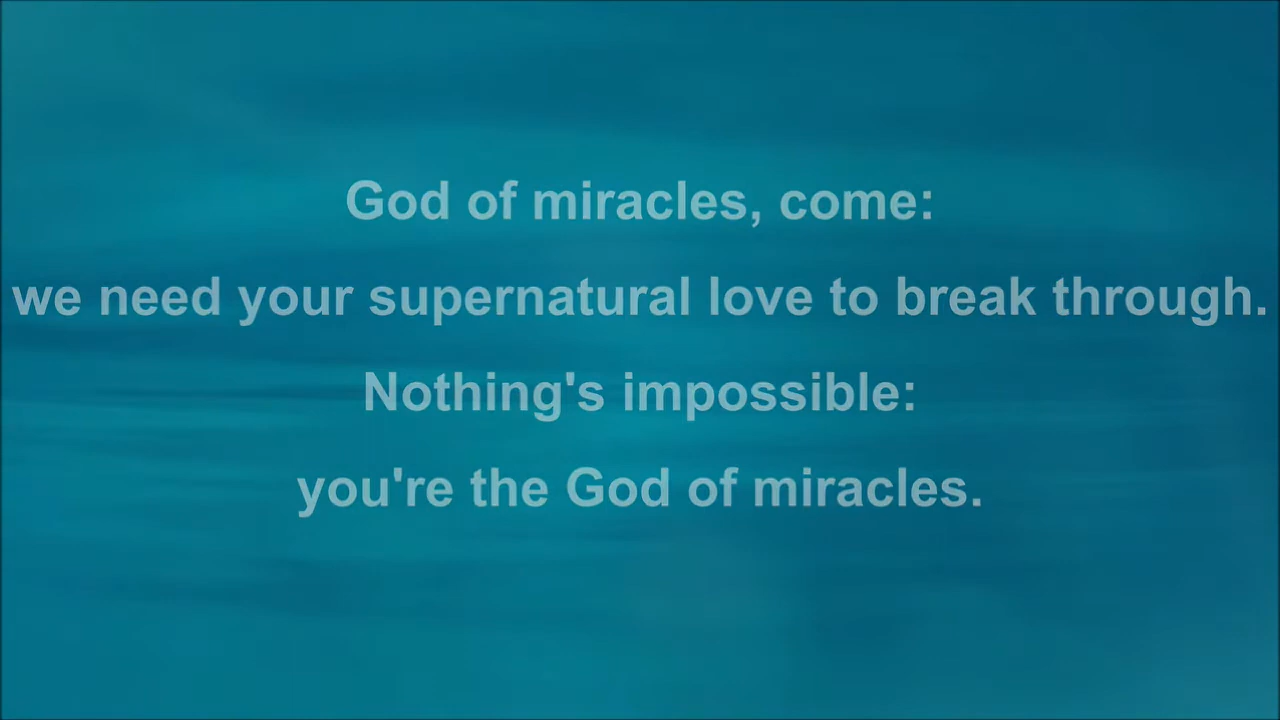 God of miracles, come:
we need your supernatural love to break through.
Nothing's impossible:
you're the God of miracles.